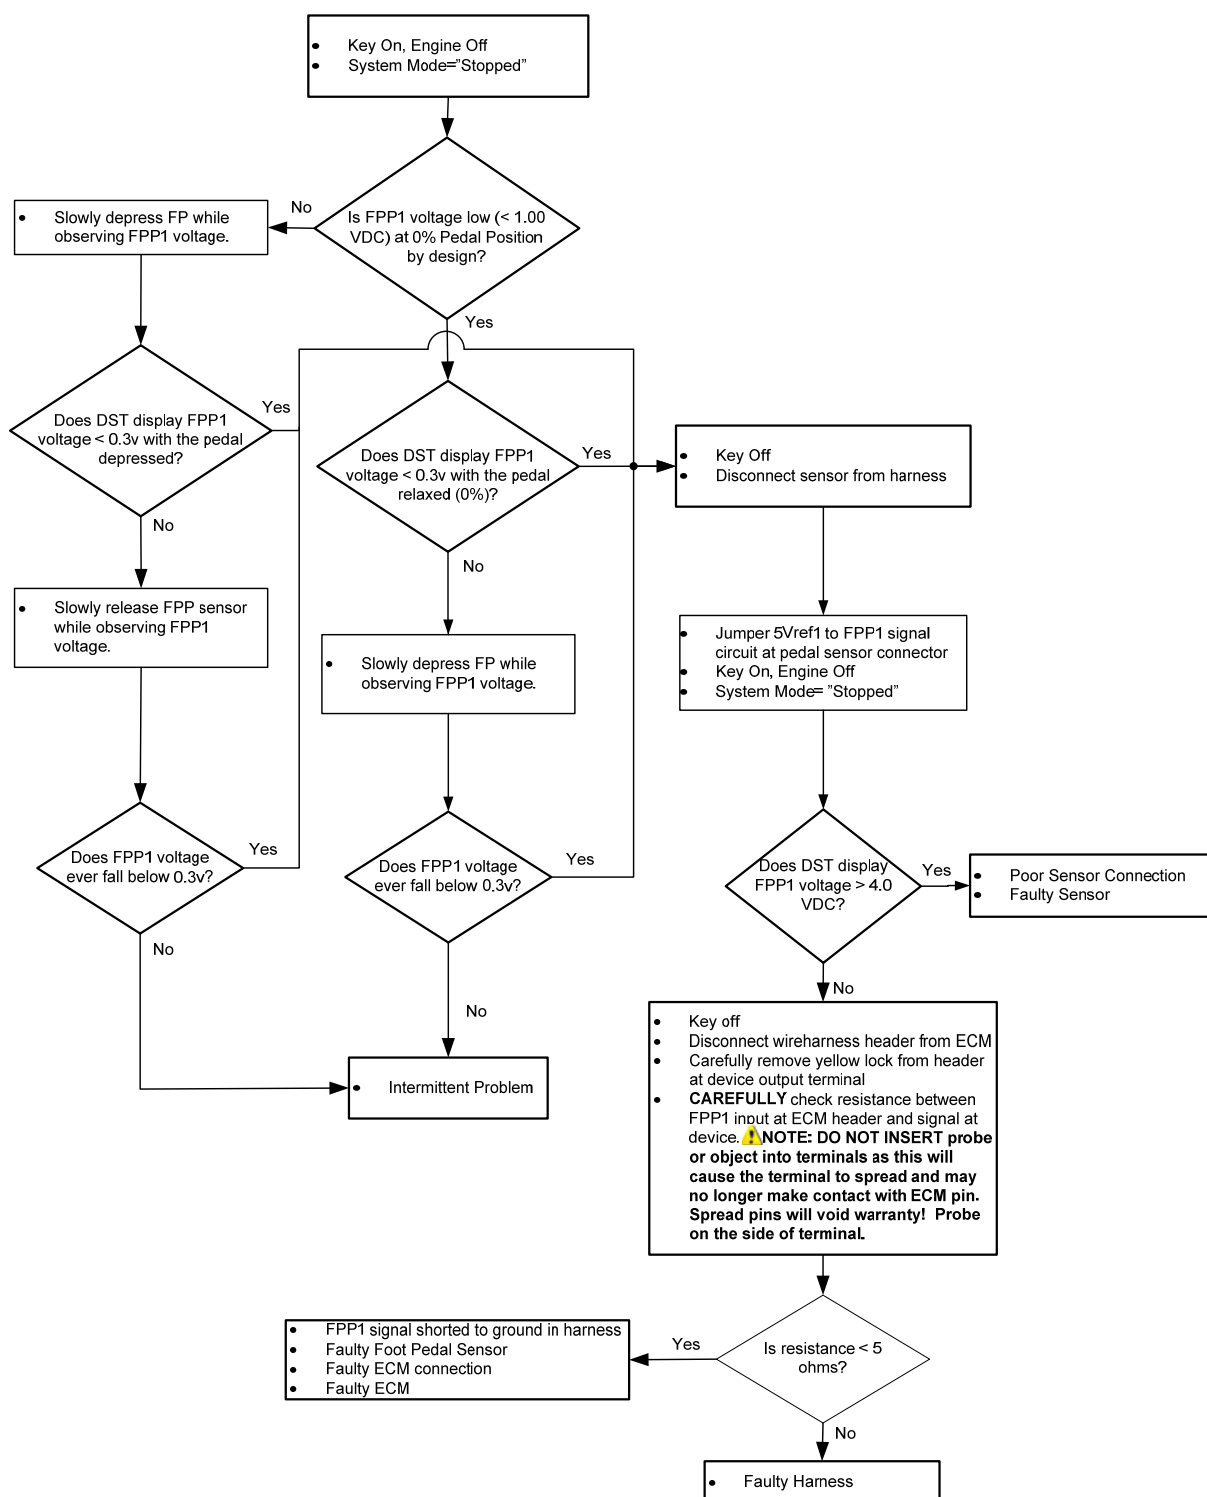 • Key On, Engine Off
• System Mode="Stopped"
Is FPP1 voltage low (< 1.00
VDC) at 0% Pedal Position
by design?
No
Yes
• Slowly depress FP while
observing FPP1 voltage.
Does DST display FPP1
voltage < 0.3v with the pedal
depressed?
Yes
No
• Slowly release FPP sensor
while observing FPP1
voltage.
Does FPP1 voltage
ever fall below 0.3v?
Yes
No
Does DST display FPP1
voltage < 0.3v with the pedal
relaxed (0%)?
Yes
No
• Slowly depress FP while
observing FPP1 voltage.
Does FPP1 voltage
ever fall below 0.3v?
Yes
No
• Intermittent Problem
• Key Off
• Disconnect sensor from harness
• Jumper 5Vref1 to FPP1 signal
circuit at pedal sensor connector
• Key On, Engine Off
• System Mode= "Stopped"
Does DST display
FPP1 voltage > 4.0
VDC?
Yes
• Poor Sensor Connection
• Faulty Sensor
No
• Key off
• Disconnect wireharness header from ECM
• Carefully remove yellow lock from header
at device output terminal
• CAREFULLY check resistance between
FPP1 input at ECM header and signal at
device. NOTE: DO NOT INSERT probe
or object into terminals as this will
cause the terminal to spread and may
no longer make contact with ECM pin.
Spread pins will void warranty! Probe
on the side of terminal.
Is resistance < 5
ohms?
Yes
• FPP1 signal shorted to ground in harness
• Faulty Foot Pedal Sensor
• Faulty ECM connection
• Faulty ECM
No
• Faulty Harness